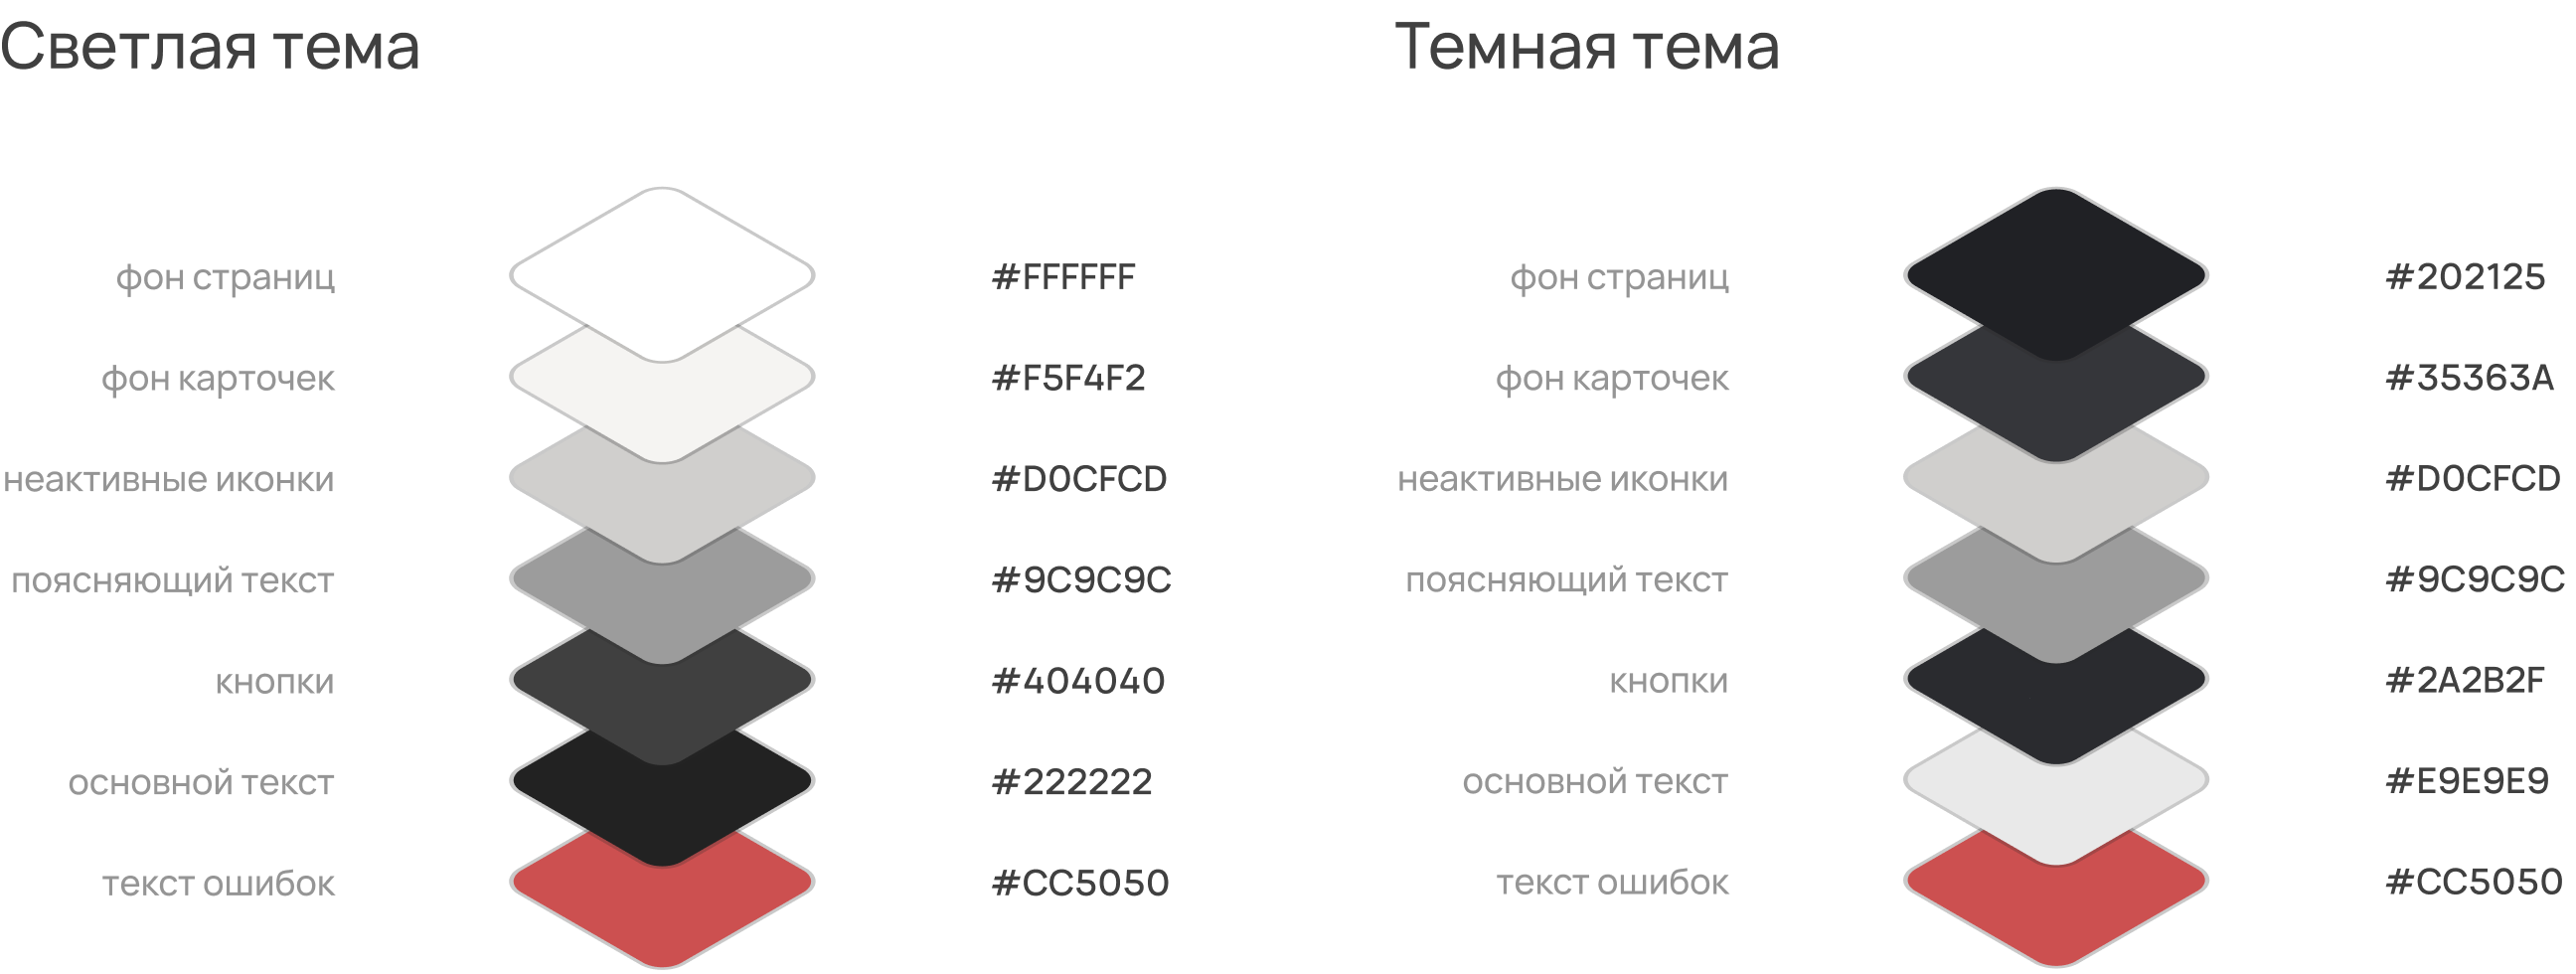 Светлая тема
фон страниц
#FFFFFF
фон карточек
#F5F4F2
неактивные иконки
#D0CFCD
поясняющий текст
#9C9C9C
кнопки
#404040
основной текст
#222222
текст ошибок
#CC5050
Темная тема
фон страниц
#202125
фон карточек
#35363A
неактивные иконки
#D0CFCD
поясняющий текст
#9C9C9C
кнопки
#2A2B2F
основной текст
#E9E9E9
текст ошибок
#CC5050